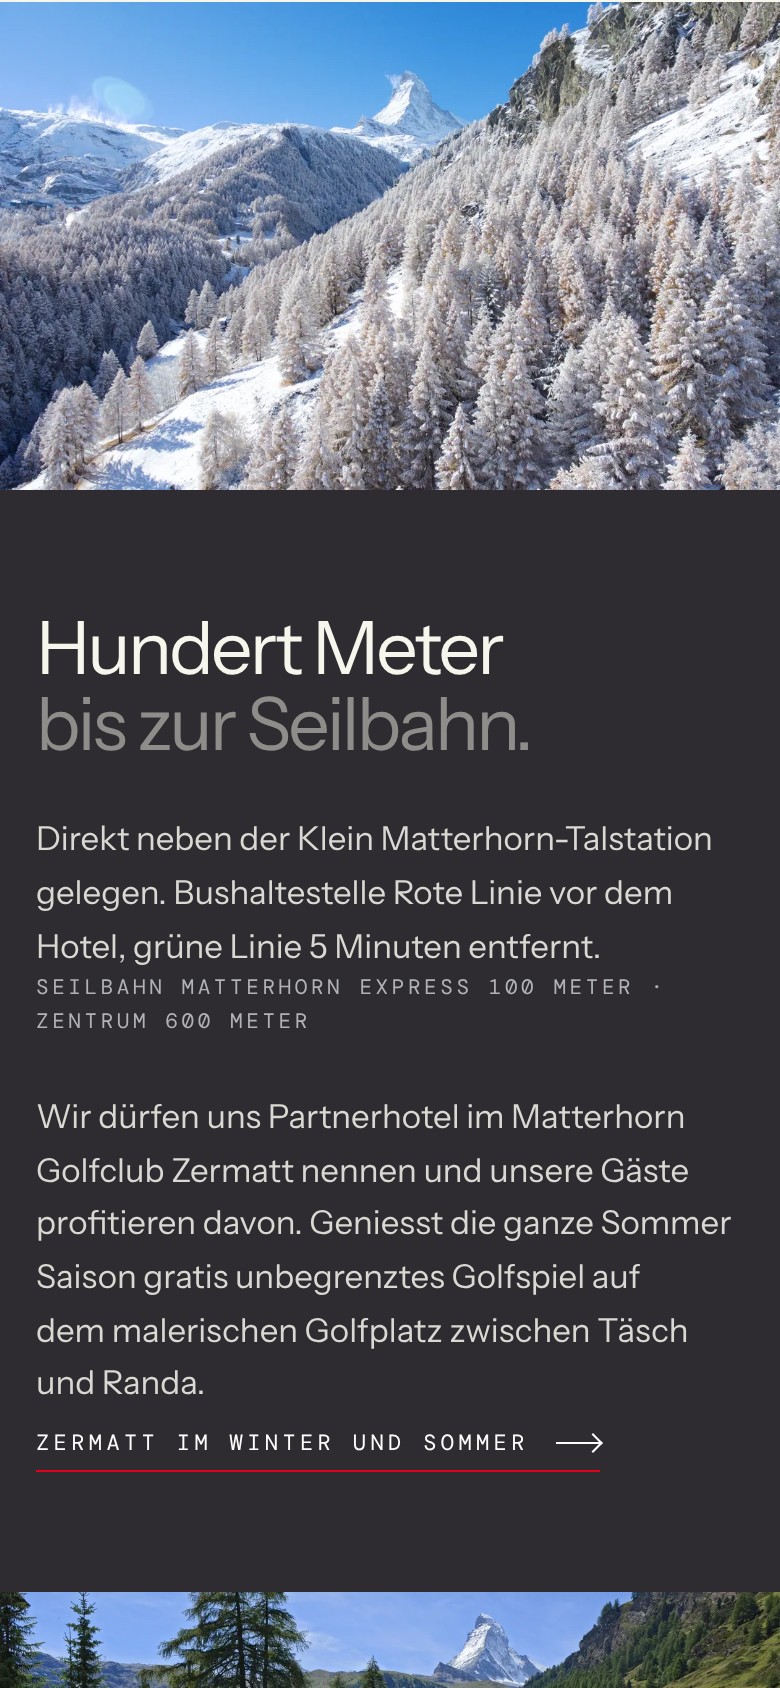 Hundert Meter
bis zur Seilbahn.
Direkt neben der Klein Matterhorn-Talstation
gelegen. Bushaltestelle Rote Linie vor dem
Hotel, grüne Linie 5 Minuten entfernt.
SEILBAHN MATTERHORN EXPRESS 100 METER ·
ZENTRUM 600 METER
Wir dürfen uns Partnerhotel im Matterhorn
Golfclub Zermatt nennen und unsere Gäste
profitieren davon. Geniesst die ganze Sommer
Saison gratis unbegrenztes Golfspiel auf
dem malerischen Golfplatz zwischen Täsch
und Randa.
ZERMATT IM WINTER UND SOMMER →